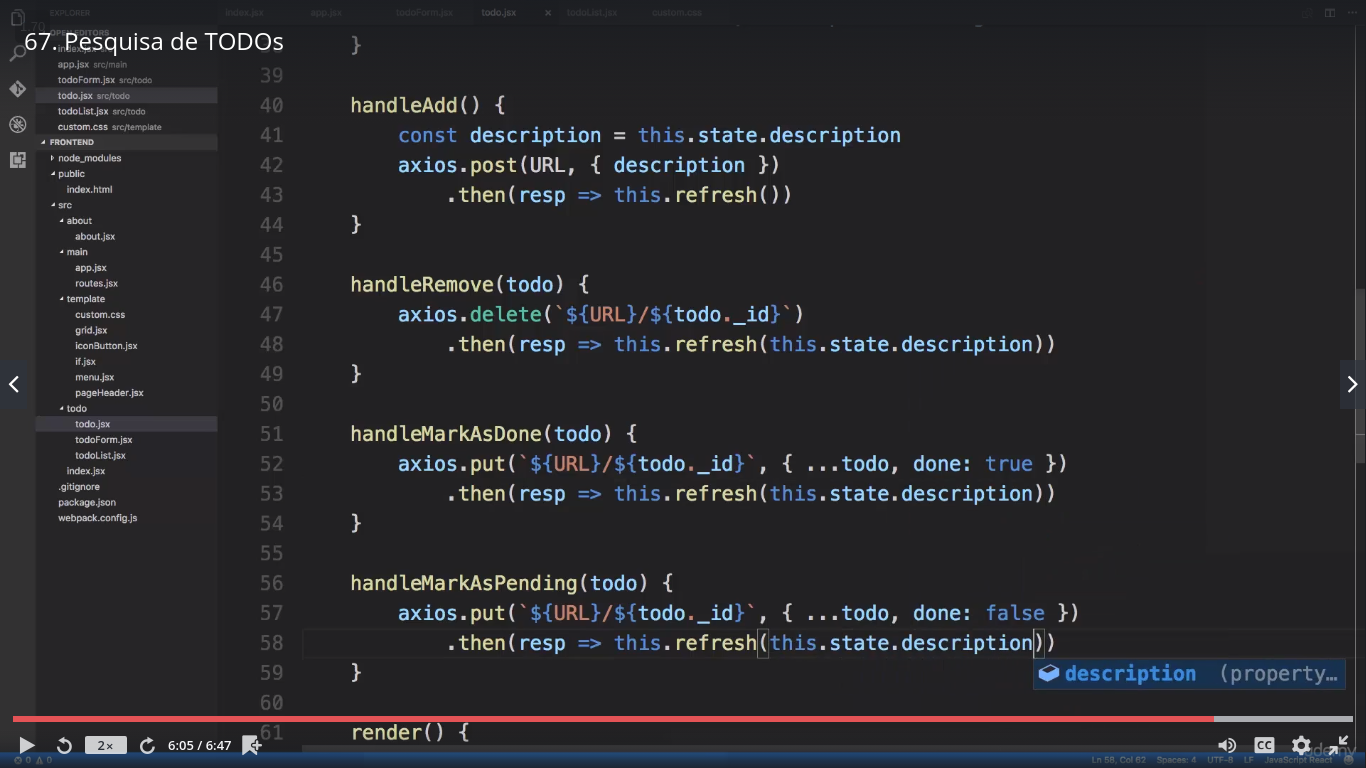 EXPLORER
index.jsx
app.jsx
todoForm.jsx
todo.jsx
todoList.jsx
custom.css
67. Pesquisa de TODOs
OPEN EDITORS
index.jsx
app.jsx src/main
todoForm.jsx src/todo
todo.jsx src/todo
todoList.jsx src/todo
custom.css src/template
FRONTEND
node_modules
public
index.html
src
about
about.jsx
main
app.jsx
routes.jsx
template
custom.css
grid.jsx
iconButton.jsx
if.jsx
menu.jsx
pageHeader.jsx
todo
todo.jsx
todoForm.jsx
todoList.jsx
index.jsx
.gitignore
package.json
webpack.config.js
}
39
40 handleAdd() {
41 const description = this.state.description
42 axios.post(URL, { description })
43 .then(resp => this.refresh())
44 }
45
46 handleRemove(todo) {
47 axios.delete(`${URL}/${todo._id}`)
48 .then(resp => this.refresh(this.state.description))
49 }
50
51 handleMarkAsDone(todo) {
52 axios.put(`${URL}/${todo._id}`, { ...todo, done: true })
53 .then(resp => this.refresh(this.state.description))
54 }
55
56 handleMarkAsPending(todo) {
57 axios.put(`${URL}/${todo._id}`, { ...todo, done: false })
58 .then(resp => this.refresh(this.state.description))
59 }
description (property…
60
61 render() {
2x
6:05 / 6:47
CC
udemy
0 0
Ln 58, Col 62 Spaces: 4 UTF-8 LF JavaScript React